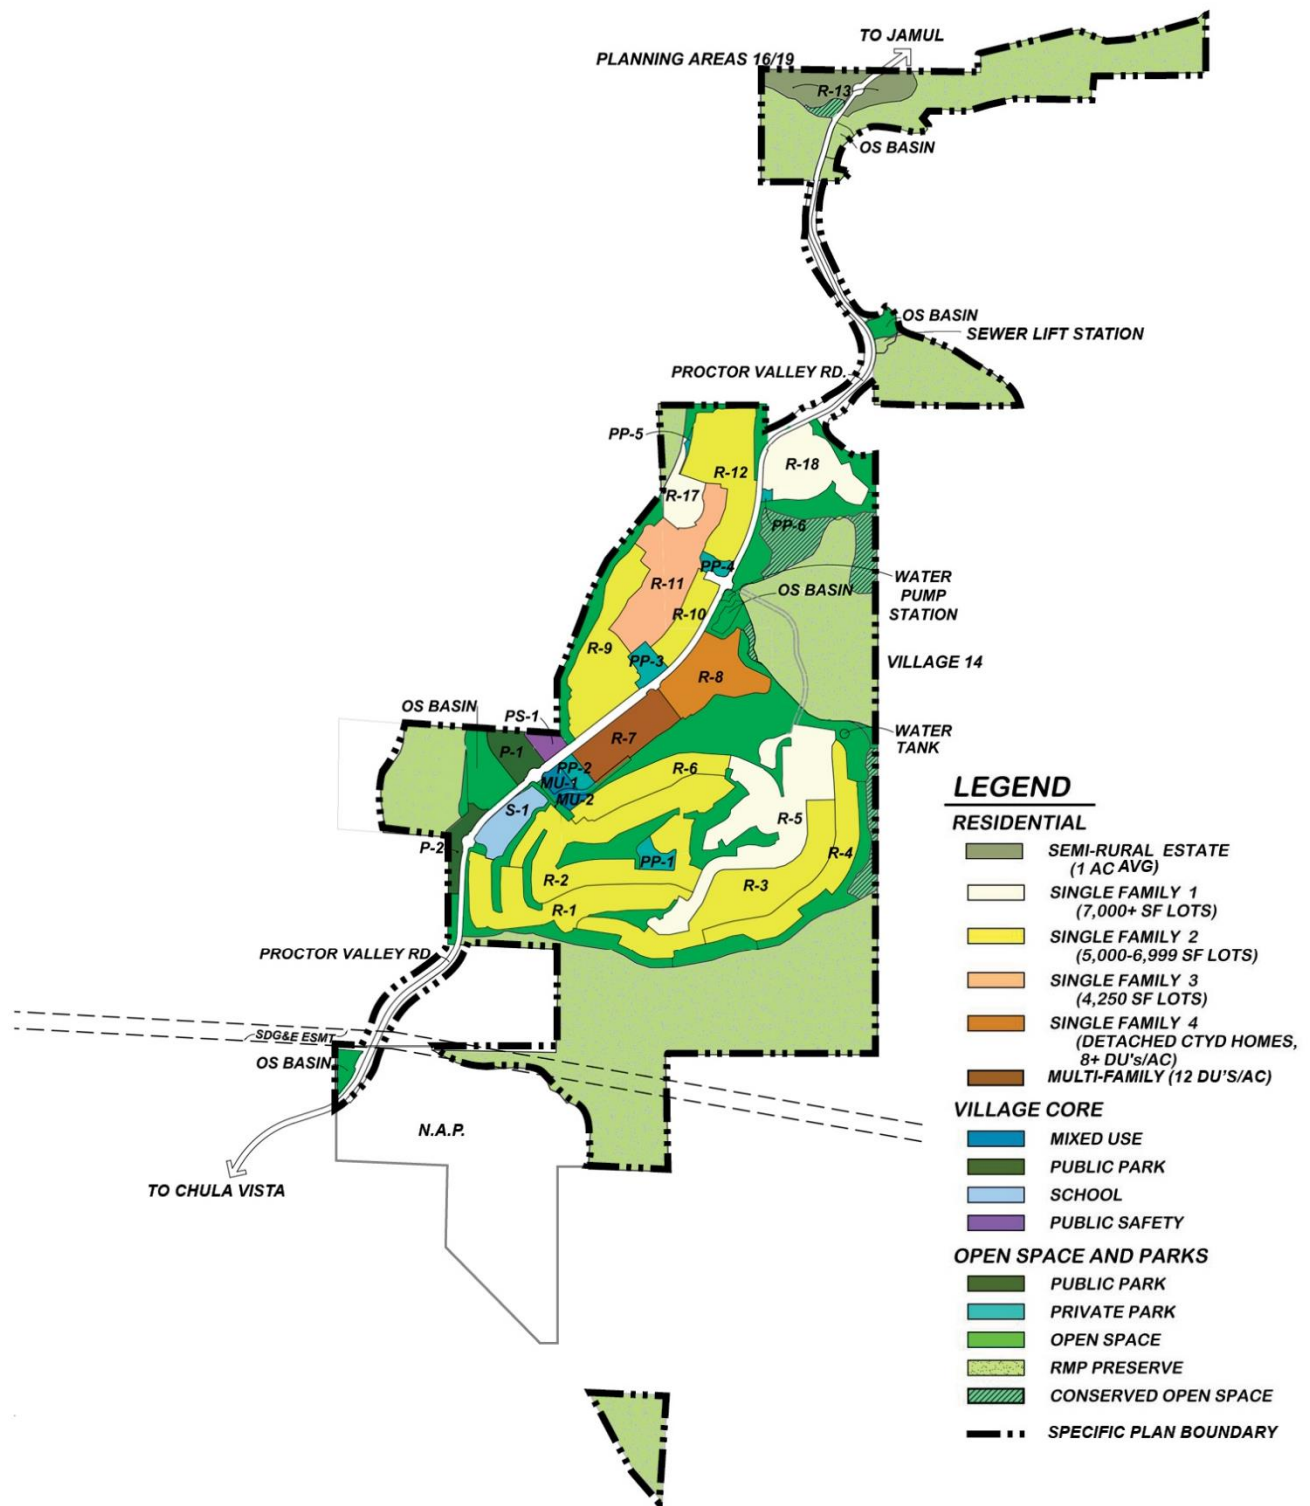 TO JAMUL
PLANNING AREAS 16/19
R-13
OS BASIN
OS BASIN
SEWER LIFT STATION
PROCTOR VALLEY RD.
PP-5
R-12
R-18
R-17
PP-6
PP-4
R-11
WATER
PUMP
STATION
OS BASIN
R-10
R-9
PP-3
R-8
VILLAGE 14
OS BASIN
PS-1
P-1
R-7
WATER
TANK
PP-2
MU-1
R-6
MU-2
S-1
R-5
P-2
R-4
PP-1
R-2
R-3
R-1
PROCTOR VALLEY RD
SDG&E ESMT
OS BASIN
N.A.P.
TO CHULA VISTA
LEGEND
RESIDENTIAL
SEMI-RURAL ESTATE
(1 AC AVG)
SINGLE FAMILY 1
(7,000+ SF LOTS)
SINGLE FAMILY 2
(5,000-6,999 SF LOTS)
SINGLE FAMILY 3
(4,250 SF LOTS)
SINGLE FAMILY 4
(DETACHED CTYD HOMES,
8+ DU's/AC)
MULTI-FAMILY (12 DU'S/AC)
VILLAGE CORE
MIXED USE
PUBLIC PARK
SCHOOL
PUBLIC SAFETY
OPEN SPACE AND PARKS
PUBLIC PARK
PRIVATE PARK
OPEN SPACE
RMP PRESERVE
CONSERVED OPEN SPACE
SPECIFIC PLAN BOUNDARY